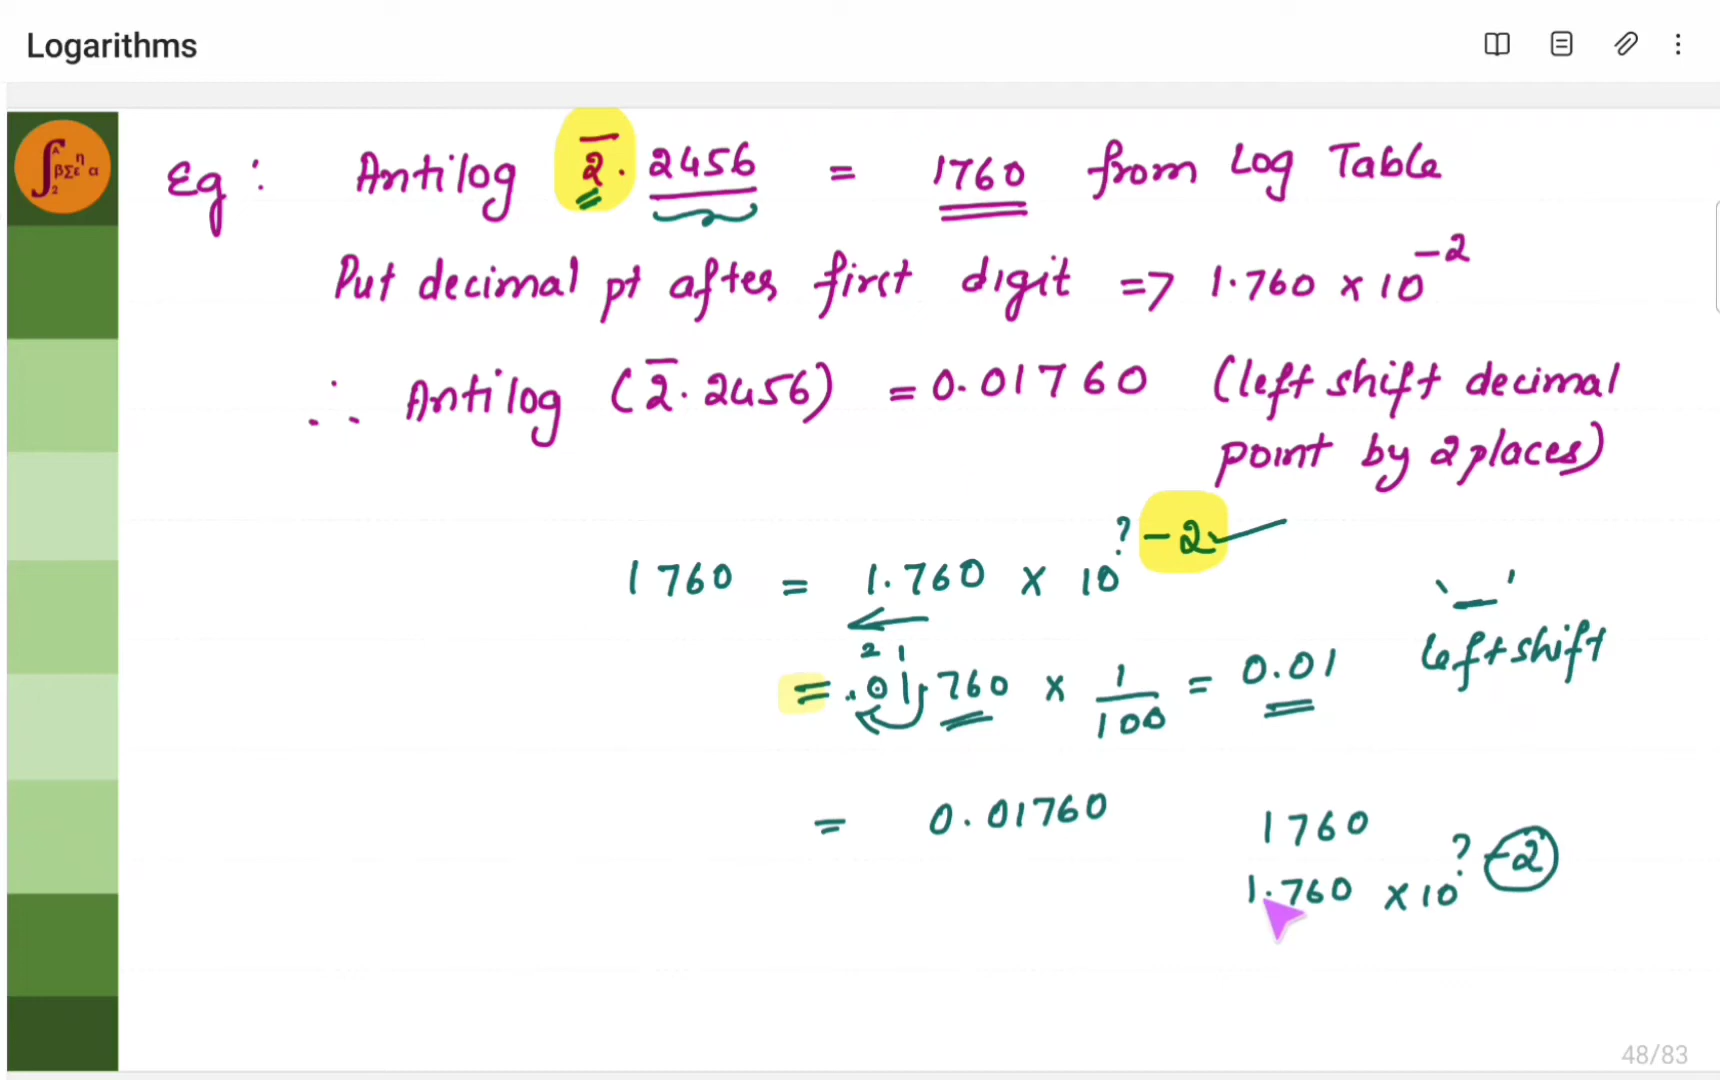 Logarithms
Eg: Antilog 2̅.2456 = 1760 from Log Table
Put decimal pt after first digit => 1.760 x 10⁻²
∴ Antilog (2̅.2456) = 0.01760 (left shift decimal
point by 2 places)
1760 = 1.760 x 10^? -2
'—'
left shift
2 1
= .01.760 x 1/100 = 0.01
= 0.01760
1760
1.760 x 10^? -2
48/83